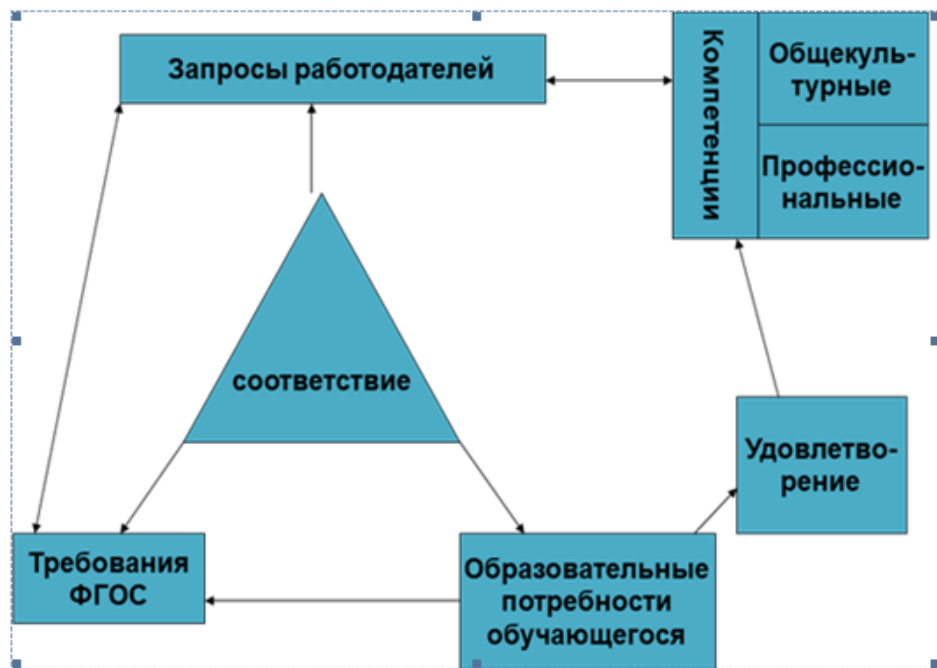 Запросы работодателей
Компетенции
Общекуль-
турные
Профессио-
нальные
соответствие
Удовлетво-
рение
Требования
ФГОС
Образовательные
потребности
обучающегося